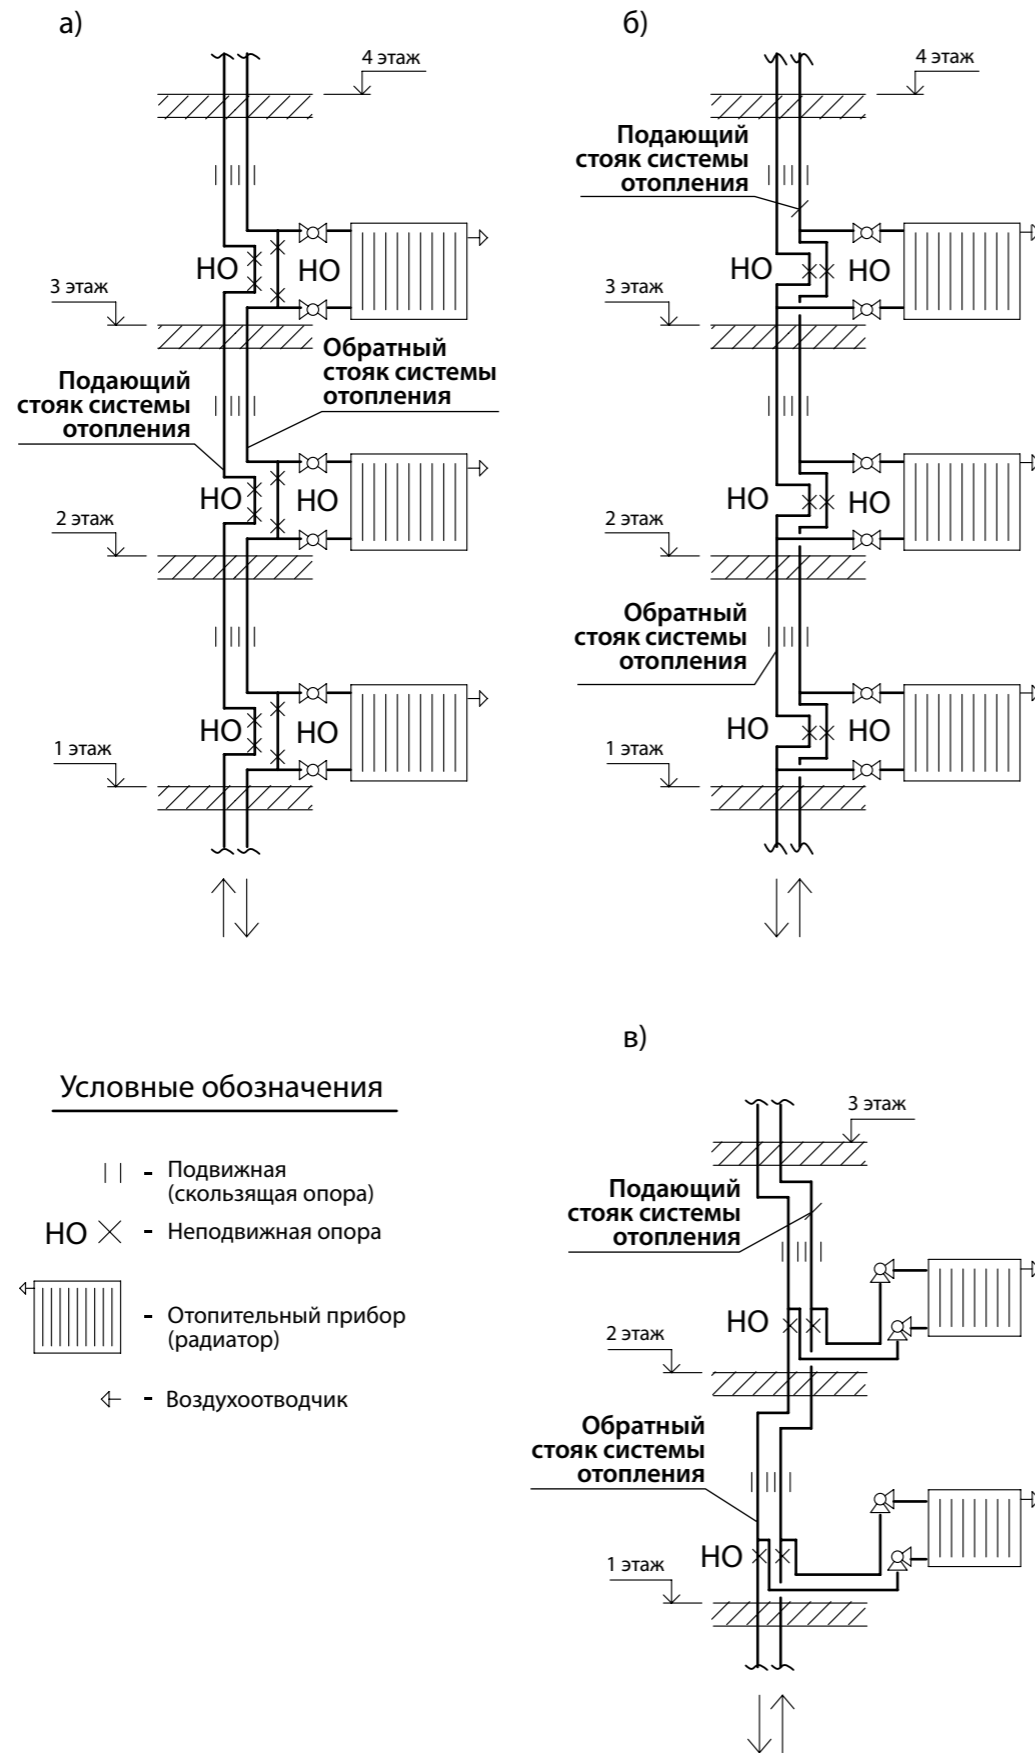 а)
4 этаж
НО
НО
3 этаж
Обратный
стояк системы
отопления
Подающий
стояк системы
отопления
НО
НО
2 этаж
НО
НО
1 этаж
б)
4 этаж
Подающий
стояк системы
отопления
НО
НО
3 этаж
НО
НО
2 этаж
Обратный
стояк системы
отопления
НО
НО
1 этаж
Условные обозначения
- Подвижная
(скользящая опора)
НО - Неподвижная опора
- Отопительный прибор
(радиатор)
- Воздухоотводчик
в)
3 этаж
Подающий
стояк системы
отопления
НО
2 этаж
Обратный
стояк системы
отопления
НО
1 этаж